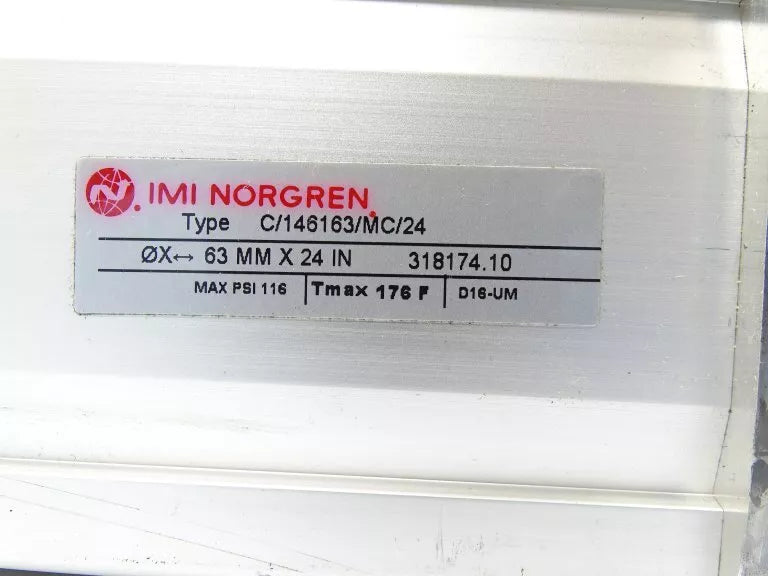 IMI NORGREN.
Type C/146163/MC/24
ØX↔ 63 MM X 24 IN 318174.10
MAX PSI 116 Tmax 176 F D16-UM